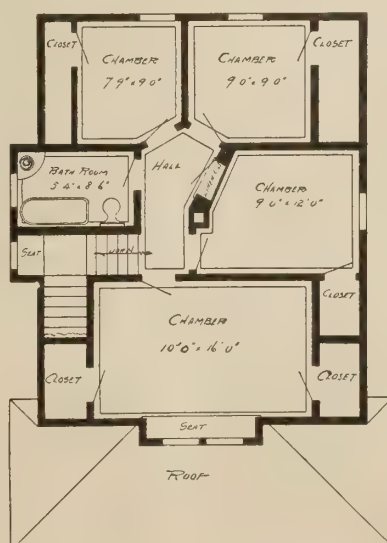 CLOSET
CHAMBER
7'9" × 9'0"
CHAMBER
9'0" × 9'0"
CLOSET
BATH ROOM
5'4" × 8'6"
HALL
LINEN
CHAMBER
9'0" × 12'0"
SEAT
DOWN
CHAMBER
10'0" × 16'0"
CLOSET
CLOSET
CLOSET
SEAT
ROOF